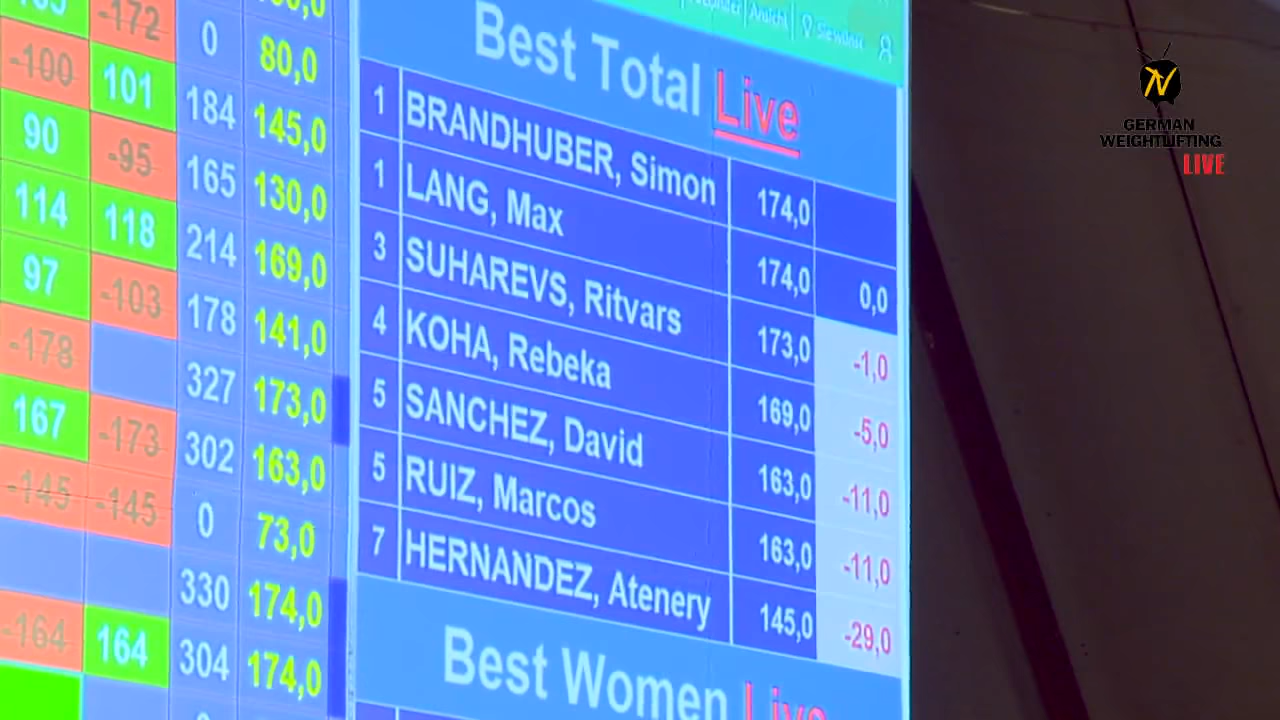 Best Total Live
1 BRANDHUBER, Simon 174,0
1 LANG, Max 174,0 0,0
3 SUHAREVS, Ritvars 173,0 -1,0
4 KOHA, Rebeka 169,0 -5,0
5 SANCHEZ, David 163,0 -11,0
5 RUIZ, Marcos 163,0 -11,0
7 HERNANDEZ, Atenery 145,0 -29,0
Best Women Live
-172 0 80,0
-100 101 184 145,0
90 -95 165 130,0
114 118 214 169,0
97 -103 178 141,0
-178 327 173,0
167 -173 302 163,0
-145 -145 0 73,0
330 174,0
-164 164 304 174,0
GERMAN
WEIGHTLIFTING
LIVE